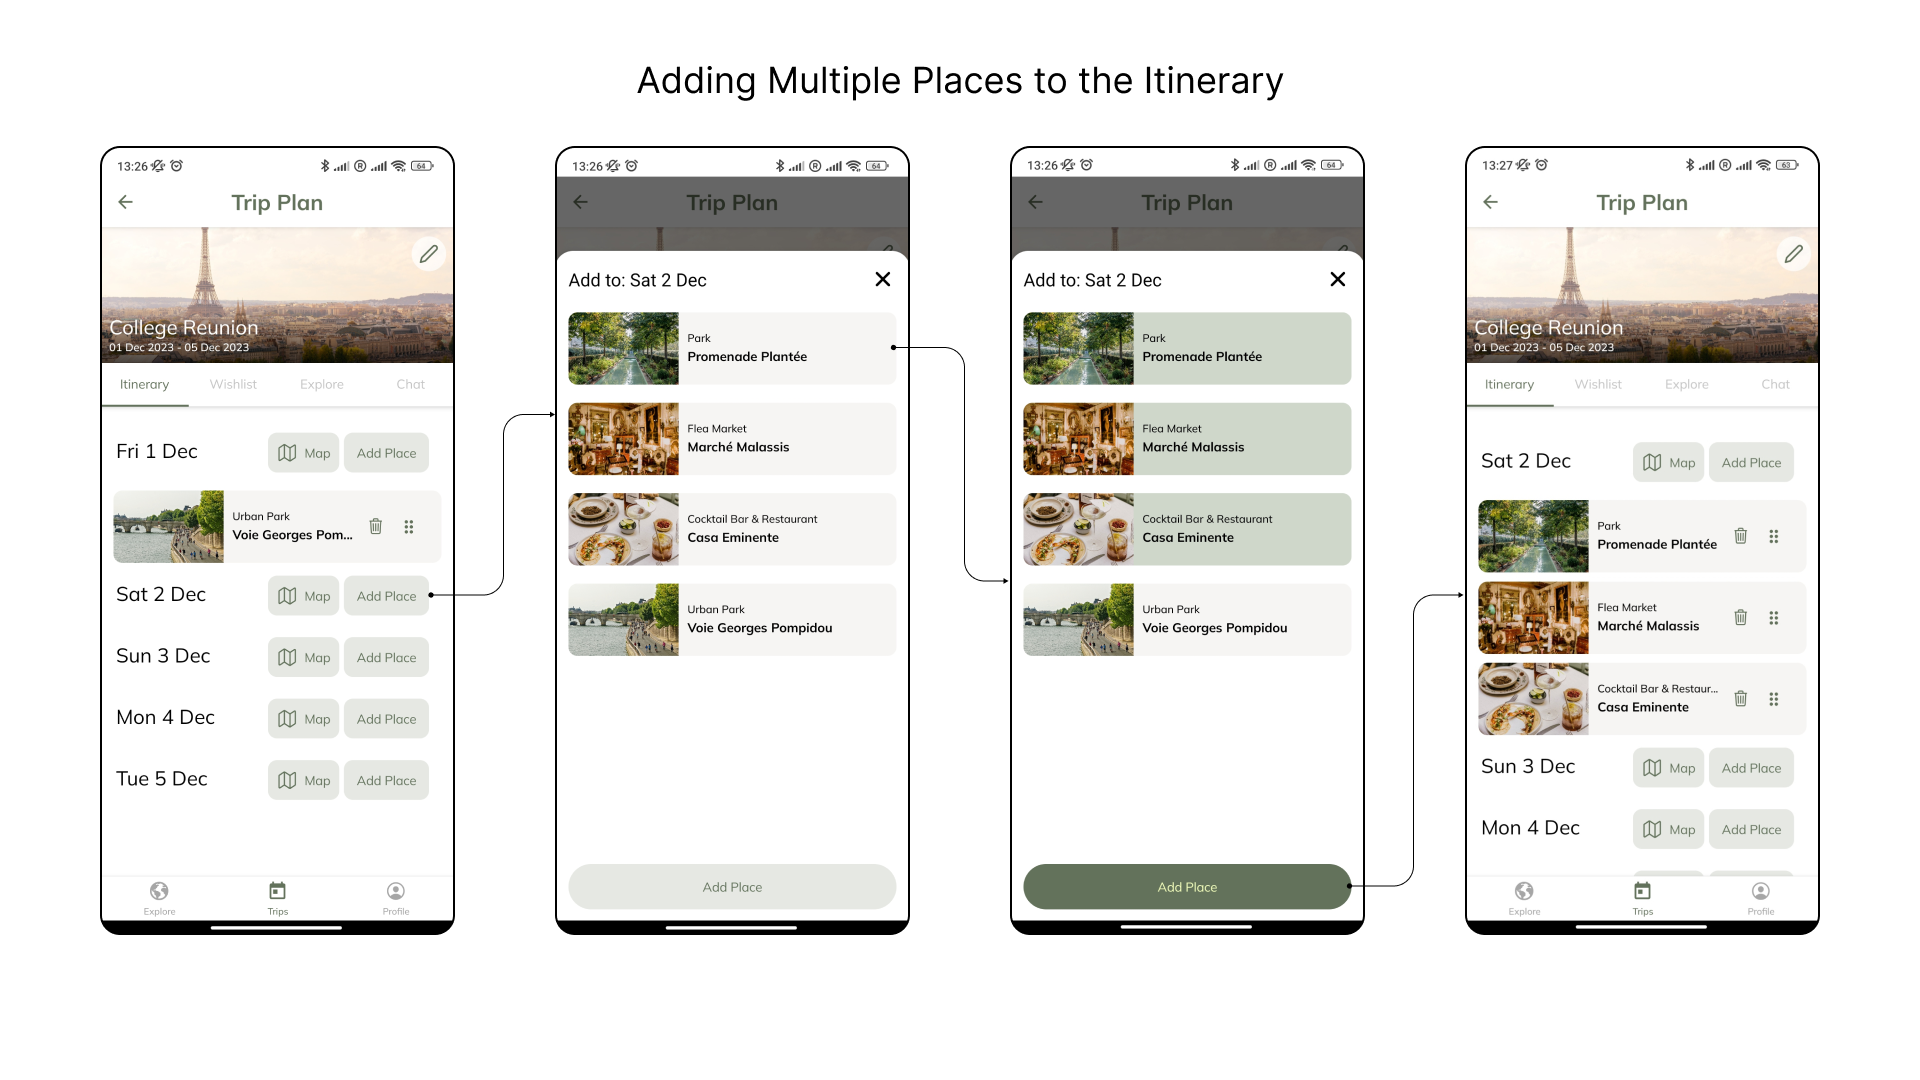 Adding Multiple Places to the Itinerary
13:26
R
64
Trip Plan
College Reunion
01 Dec 2023 - 05 Dec 2023
Itinerary Wishlist Explore Chat
Fri 1 Dec Map Add Place
Urban Park
Voie Georges Pom...
Sat 2 Dec Map Add Place
Sun 3 Dec Map Add Place
Mon 4 Dec Map Add Place
Tue 5 Dec Map Add Place
Explore Trips Profile
13:26
R
64
Trip Plan
Add to: Sat 2 Dec
Park
Promenade Plantée
Flea Market
Marché Malassis
Cocktail Bar & Restaurant
Casa Eminente
Urban Park
Voie Georges Pompidou
Add Place
13:26
R
64
Trip Plan
Add to: Sat 2 Dec
Park
Promenade Plantée
Flea Market
Marché Malassis
Cocktail Bar & Restaurant
Casa Eminente
Urban Park
Voie Georges Pompidou
Add Place
13:27
R
63
Trip Plan
College Reunion
01 Dec 2023 - 05 Dec 2023
Itinerary Wishlist Explore Chat
Sat 2 Dec Map Add Place
Park
Promenade Plantée
Flea Market
Marché Malassis
Cocktail Bar & Restaur...
Casa Eminente
Sun 3 Dec Map Add Place
Mon 4 Dec Map Add Place
Explore Trips Profile